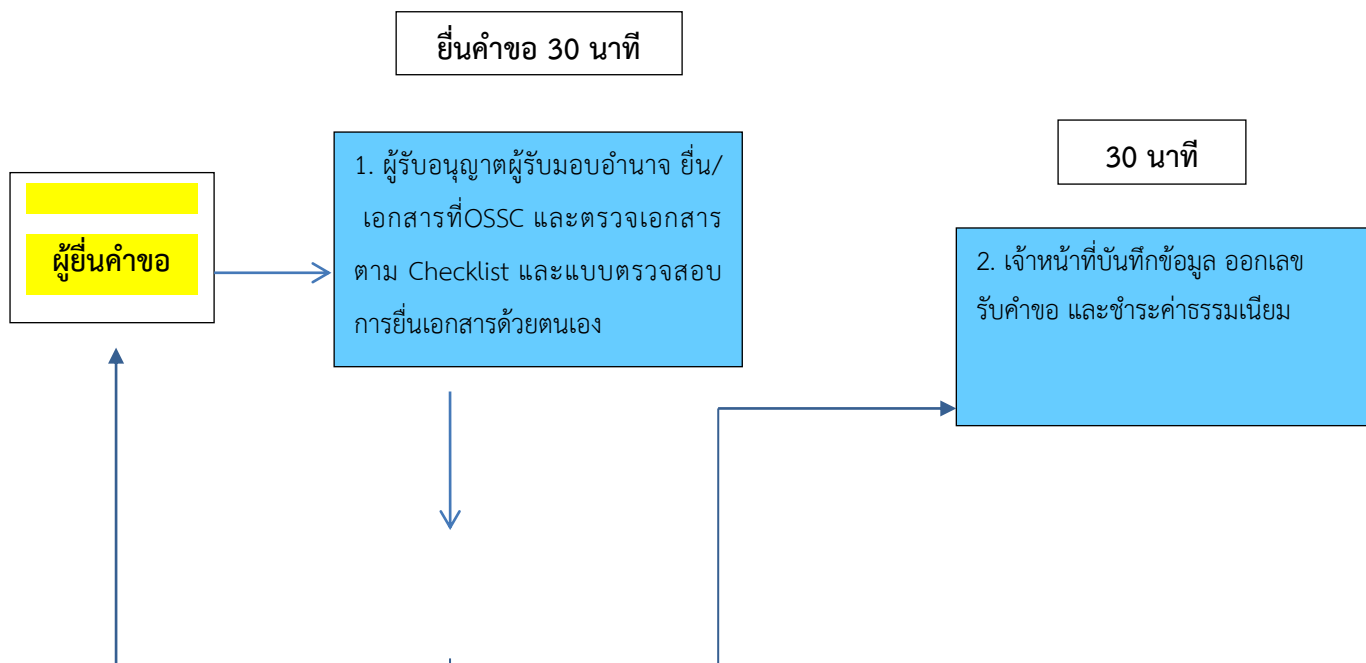 ยื่นคำขอ 30 นาที
30 นาที
ผู้ยื่นคำขอ
1. ผู้รับอนุญาตผู้รับมอบอำนาจ ยื่น/
เอกสารที่OSSC และตรวจเอกสาร
ตาม Checklist และแบบตรวจสอบ
การยื่นเอกสารด้วยตนเอง
2. เจ้าหน้าที่บันทึกข้อมูล ออกเลข
รับคำขอ และชำระค่าธรรมเนียม